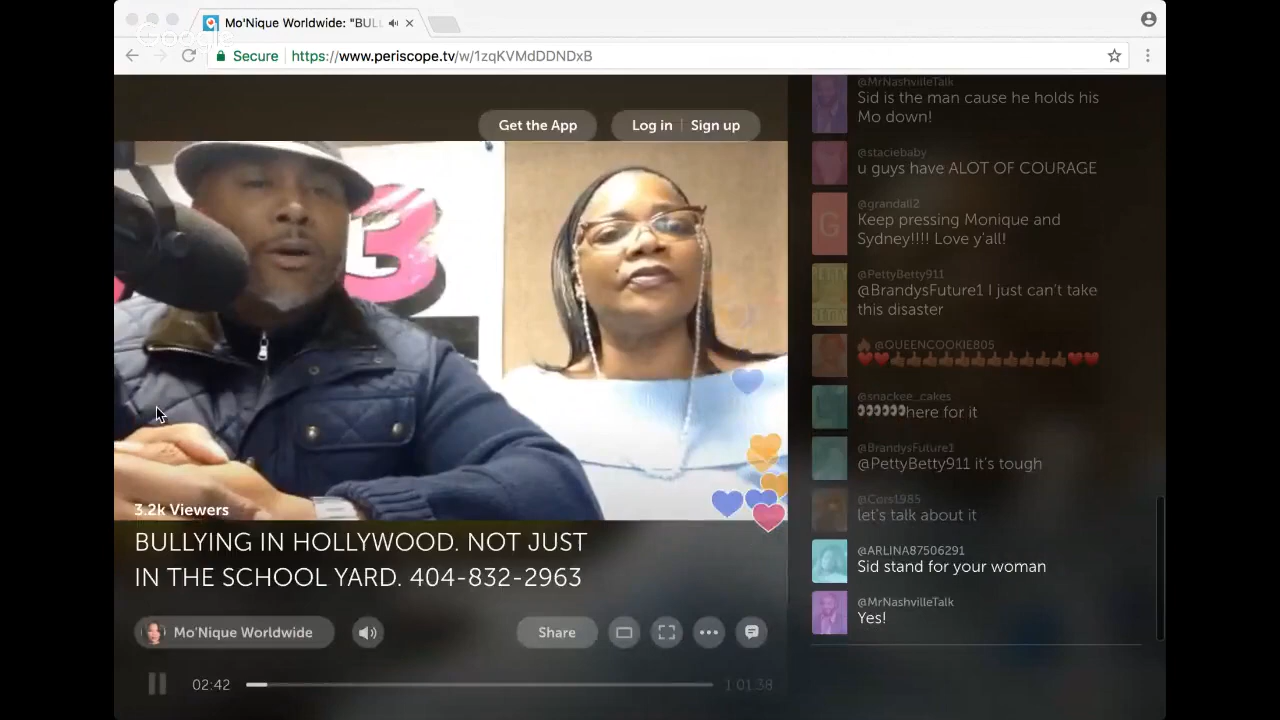 Mo'Nique Worldwide: "BULL
Google
Secure https://www.periscope.tv/w/1zqKVMdDDNDxB
Get the App
Log in | Sign up
3
3.2k Viewers
BULLYING IN HOLLYWOOD. NOT JUST
IN THE SCHOOL YARD. 404-832-2963
Mo'Nique Worldwide
Share
02:42
1:01:38
@MrNashvilleTalk
Sid is the man cause he holds his
Mo down!
@staciebaby
u guys have ALOT OF COURAGE
G
@grandall2
Keep pressing Monique and
Sydney!!!! Love y'all!
@PettyBetty911
@BrandysFuture1 I just can't take
this disaster
@QUEENCOOKIE805
@snackee_cakes
here for it
@BrandysFuture1
@PettyBetty911 it's tough
@Cors1985
let's talk about it
@ARLINA87506291
Sid stand for your woman
@MrNashvilleTalk
Yes!